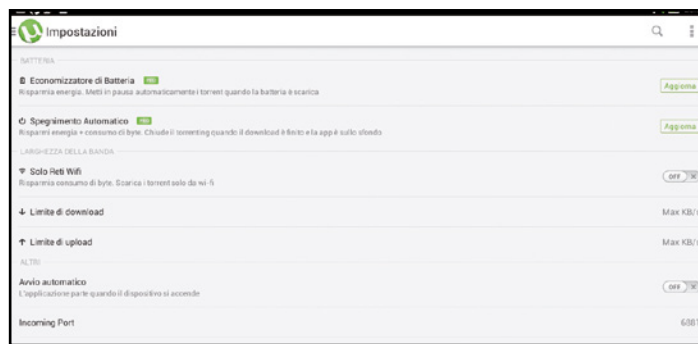 Impostazioni
BATTERIA
Economizzatore di Batteria PRO
Risparmia energia. Metti in pausa automaticamente i torrent quando la batteria è scarica
Aggiorna
Spegnimento Automatico PRO
Risparmi energia + consumo di byte. Chiude il torrenting quando il download è finito e la app è sullo sfondo
Aggiorna
LARGHEZZA DELLA BANDA
Solo Reti Wifi
Risparmia consumo di byte. Scarica i torrent solo da wi-fi
OFF
Limite di download
Max KB/
Limite di upload
Max KB/
ALTRI
Avvio automatico
L'applicazione parte quando il dispositivo si accende
OFF
Incoming Port
6881